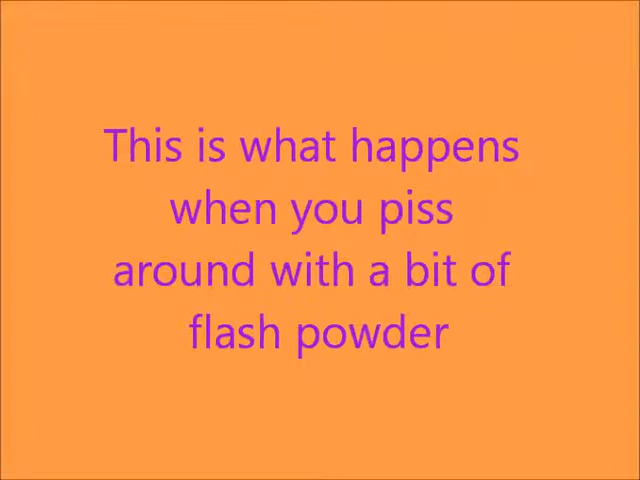 This is what happens
when you piss
around with a bit of
flash powder